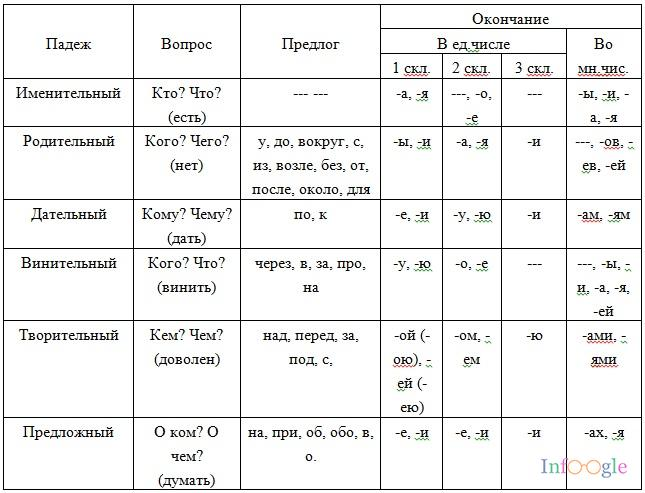 Падеж Вопрос Предлог Окончание
В ед.числе Во мн.чис.
1 скл. 2 скл. 3 скл.
Именительный Кто? Что? --- --- -а, -я ---, -о, --- -ы, -и, -
(есть) -е а, -я
Родительный Кого? Чего? у, до, вокруг, с, -ы, -и -а, -я -и ---, -ов, -
(нет) из, возле, без, от, ев, -ей
после, около, для
Дательный Кому? Чему? по, к -е, -и -у, -ю -и -ам, -ям
(дать)
Винительный Кого? Что? через, в, за, про, -у, -ю -о, -е --- ---, -ы, -
(винить) на и, -а, -я,
-ей
Творительный Кем? Чем? над, перед, за, -ой (- -ом, - -ю -ами, -
(доволен) под, с, ою), - ем ями
ей (-
ею)
Предложный О ком? О на, при, об, обо, в, -е, -и -е, -и -и -ах, -я
чем? о.
(думать)
Infoogle